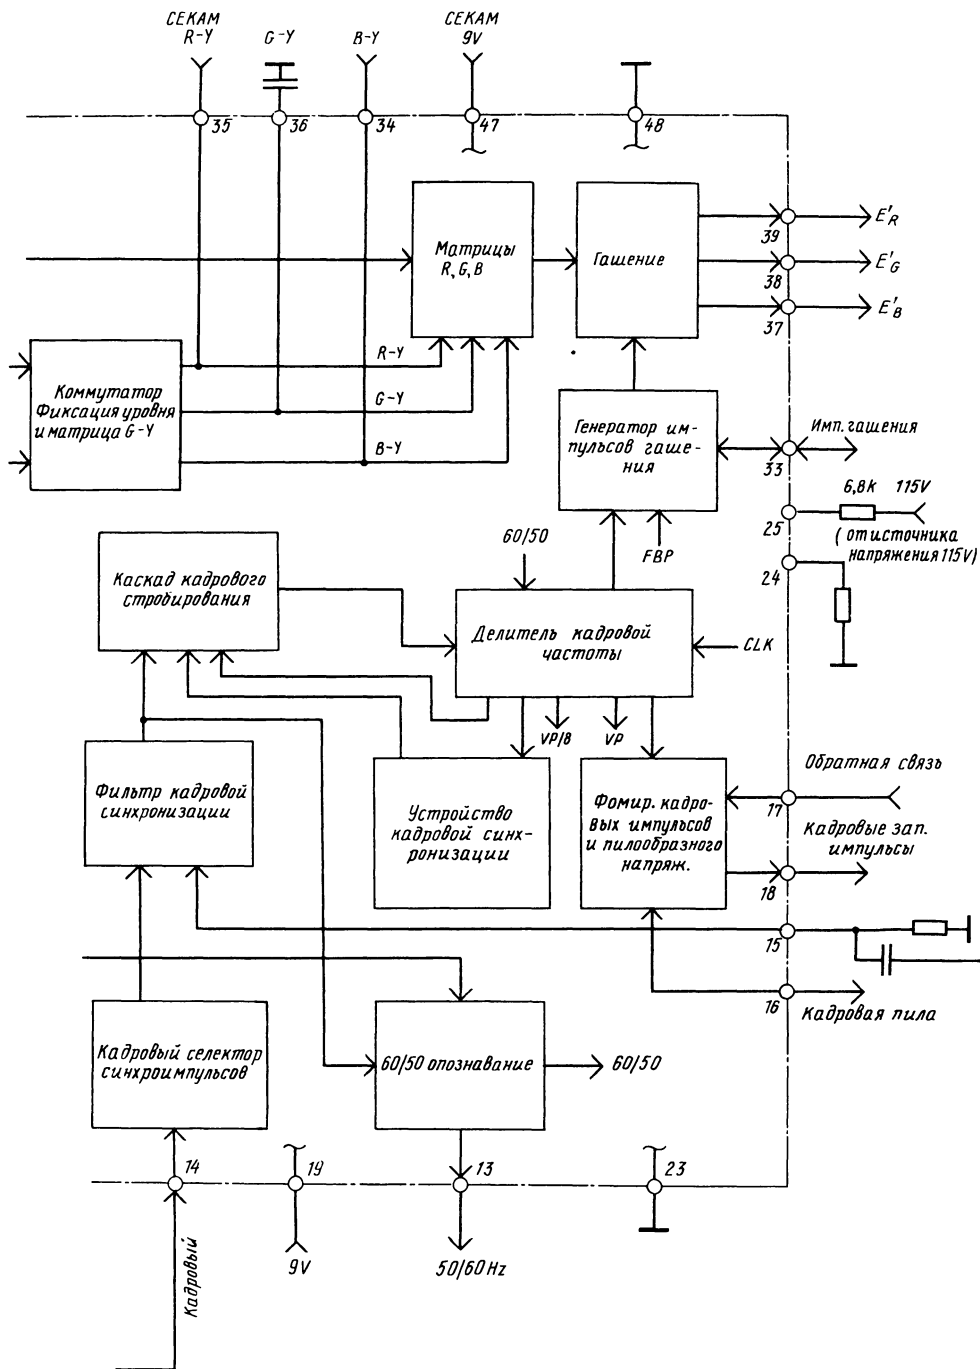 СЕКАМ
R-Y
G-Y
B-Y
СЕКАМ
9V
35
36
34
47
48
Матрицы
R, G, B
Гашение
39
E'R
38
E'G
37
E'B
R-Y
G-Y
B-Y
Коммутатор
Фиксация уровня
и матрица G-Y
Генератор им-
пульсов гаше-
ния
Имп. гашения
33
6,8к 115V
25
(от источника
напряжения 115V)
24
60/50
FBP
Каскад кадрового
стробирования
Делитель кадровой
частоты
CLK
VP/B
VP
Фильтр кадровой
синхронизации
Устройство
кадровой синх-
ронизации
Фомир. кадро-
вых импульсов
и пилообразного
напряж.
Обратная связь
17
Кадровые зап.
импульсы
18
15
16
Кадровая пила
Кадровый селектор
синхроимпульсов
60/50 опознавание
60/50
14
19
13
23
Кадровый
9V
50/60Hz